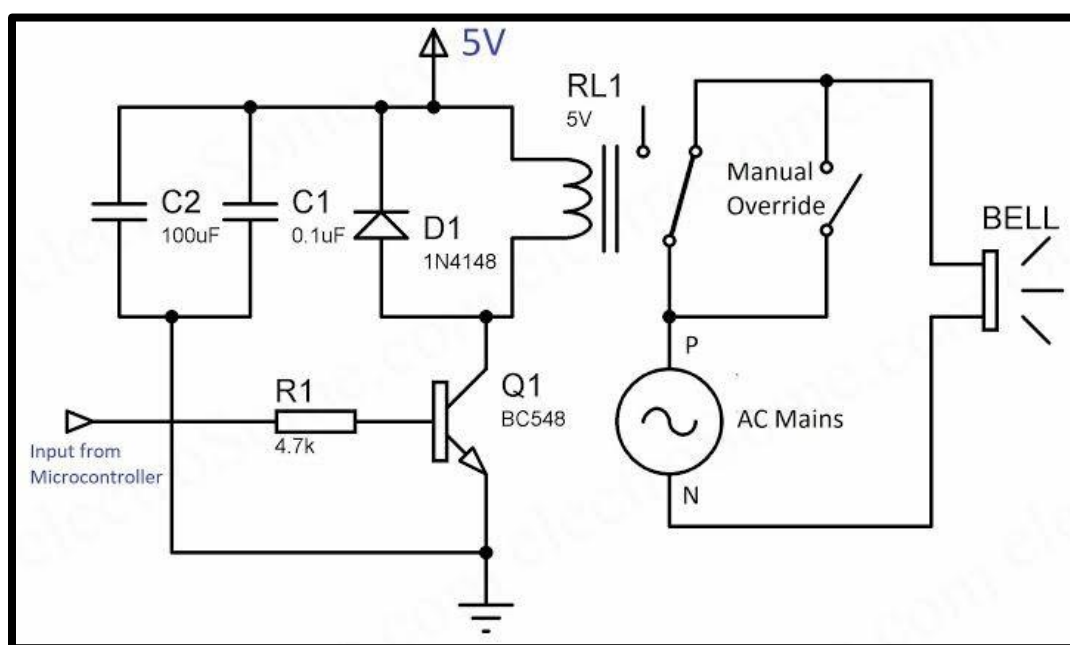 5V
RL1
5V
C2
100uF
C1
0.1uF
D1
1N4148
Manual
Override
BELL
P
AC Mains
N
R1
4.7k
Q1
BC548
Input from
Microcontroller